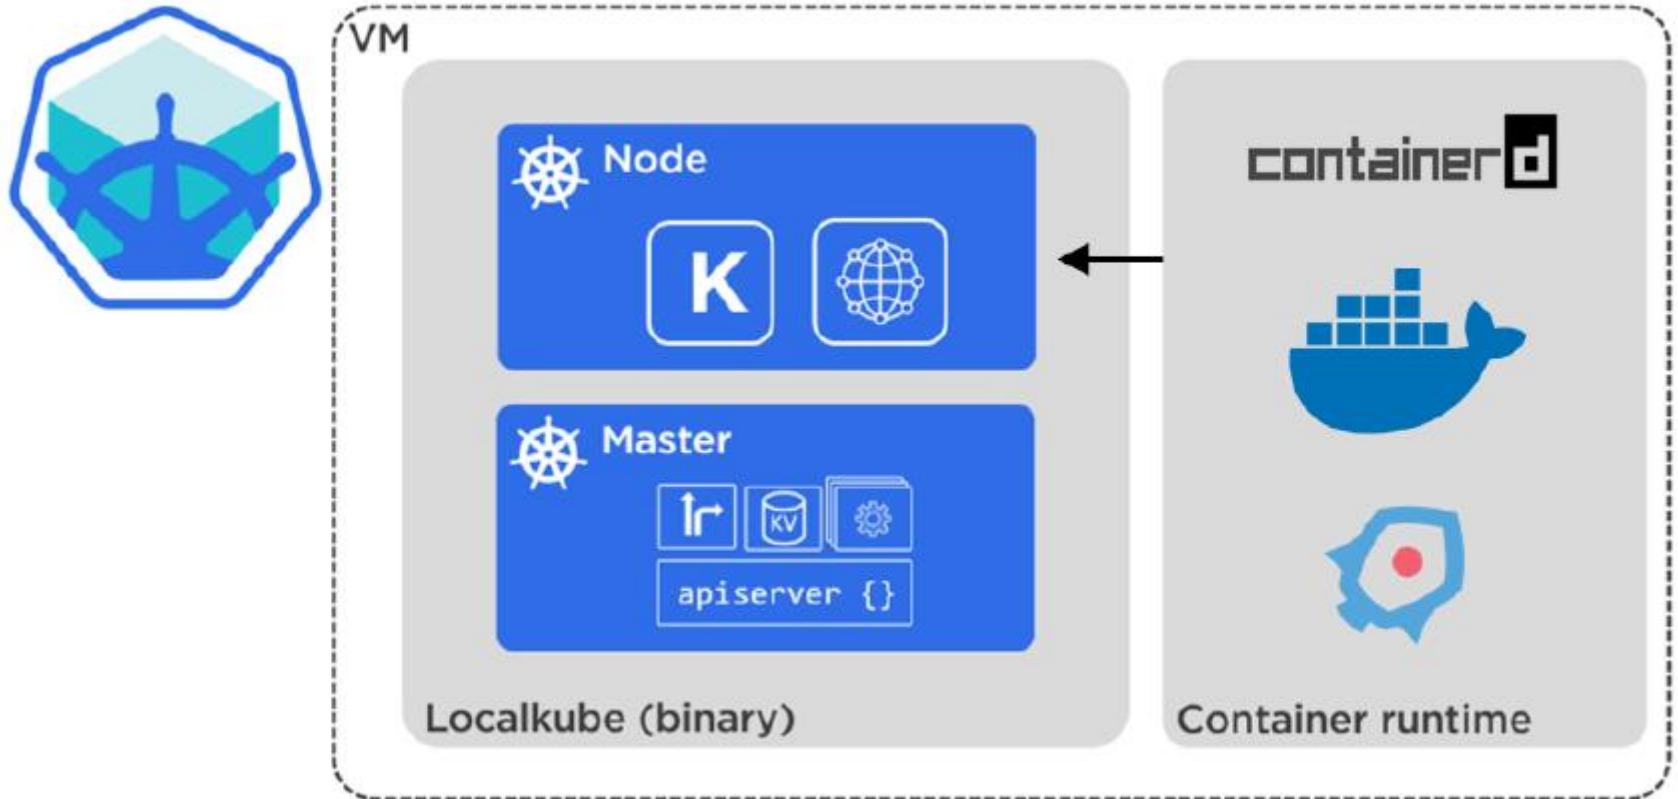 VM
Node
K
Master
KV
apiserver {}
Localkube (binary)
containerd
Container runtime